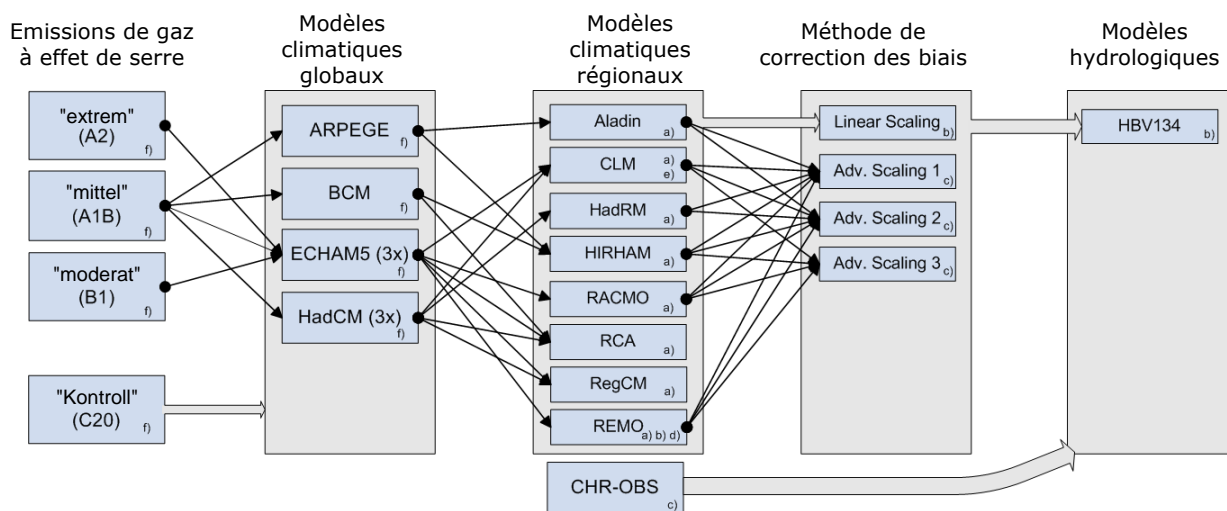 Emissions de gaz
à effet de serre
"extrem"
(A2)
f)
"mittel"
(A1B)
f)
"moderat"
(B1)
f)
"Kontroll"
(C20)
f)
Modèles
climatiques
globaux
ARPEGE
f)
BCM
f)
ECHAM5 (3x)
f)
HadCM (3x)
f)
Modèles
climatiques
régionaux
Aladin
a)
CLM
a)
e)
HadRM
a)
HIRHAM
a)
RACMO
a)
RCA
a)
RegCM
a)
REMO a) b) d)
CHR-OBS
c)
Méthode de
correction des biais
Linear Scaling b)
Adv. Scaling 1 c)
Adv. Scaling 2 c)
Adv. Scaling 3 c)
Modèles
hydrologiques
HBV134
b)